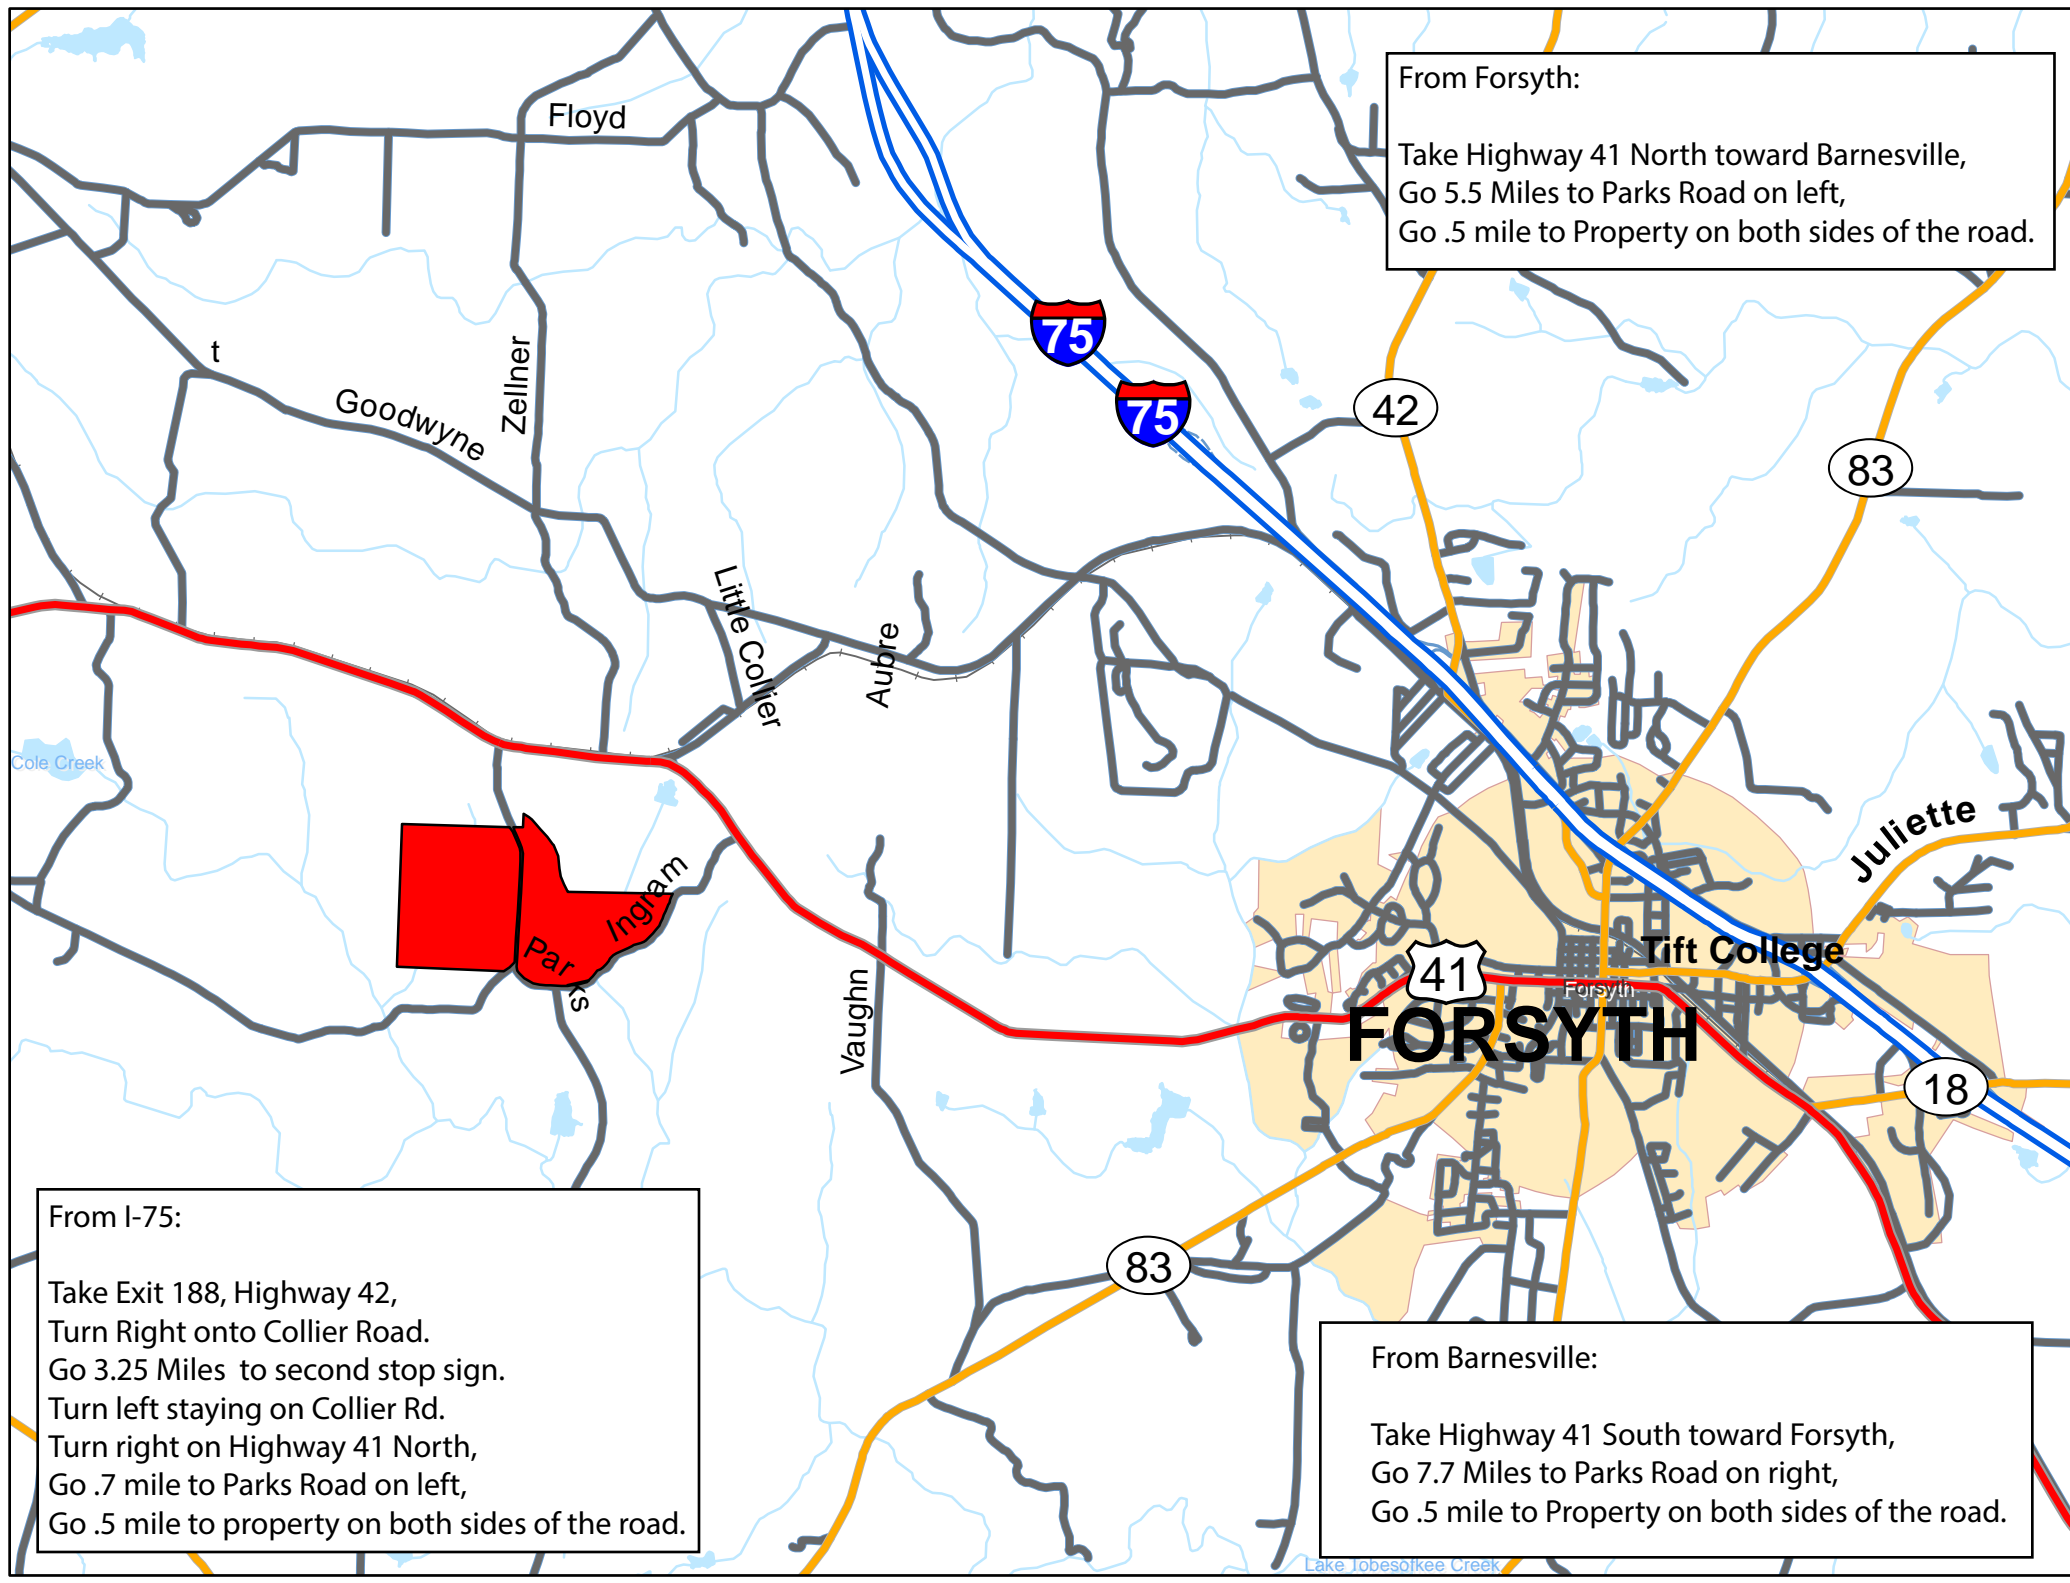 From Forsyth:
Take Highway 41 North toward Barnesville,
Go 5.5 Miles to Parks Road on left,
Go .5 mile to Property on both sides of the road.
Floyd
75
75
t
Goodwyne
Zellner
42
83
Little Collier
Aubre
Cole Creek
Juliette
Ingram
Parks
Vaughn
41
Tift College
Forsyth
FORSYTH
18
83
From I-75:
Take Exit 188, Highway 42,
Turn Right onto Collier Road.
Go 3.25 Miles to second stop sign.
Turn left staying on Collier Rd.
Turn right on Highway 41 North,
Go .7 mile to Parks Road on left,
Go .5 mile to property on both sides of the road.
From Barnesville:
Take Highway 41 South toward Forsyth,
Go 7.7 Miles to Parks Road on right,
Go .5 mile to Property on both sides of the road.
Lake Tobesofkee Creek